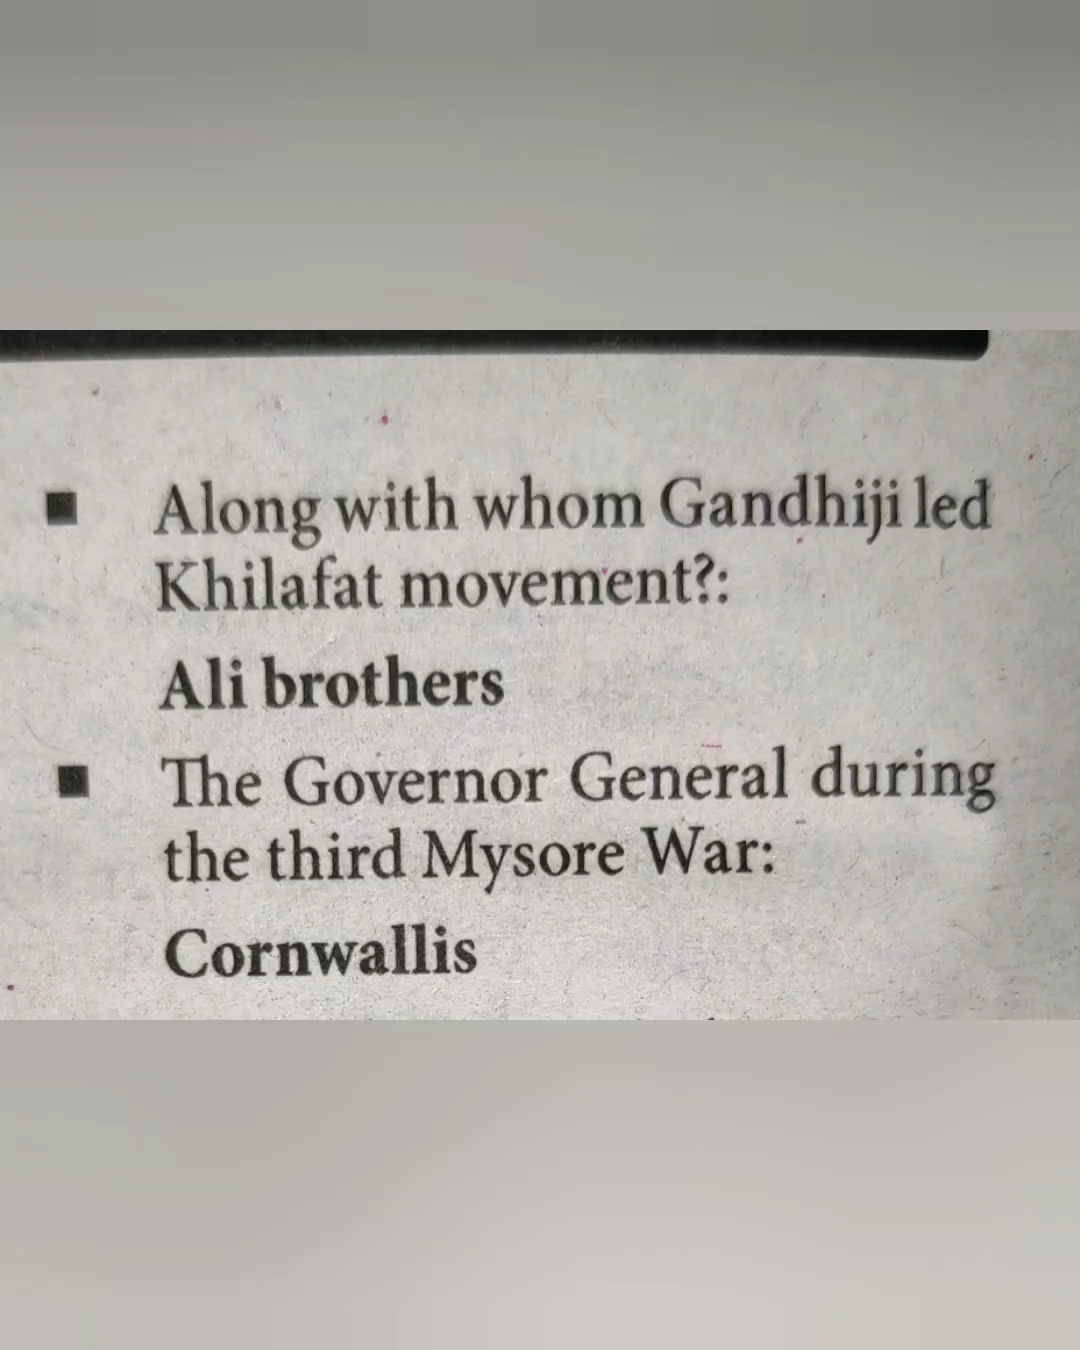 ■ Along with whom Gandhiji led
Khilafat movement?:
Ali brothers
■ The Governor General during
the third Mysore War:
Cornwallis